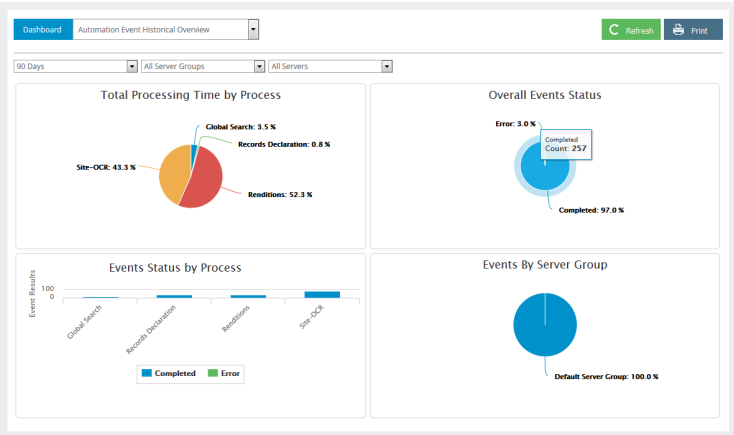 Dashboard
Automation Event Historical Overview
Refresh
Print
90 Days
All Server Groups
All Servers
Total Processing Time by Process
Global Search: 3.5 %
Records Declaration: 0.8 %
Site-OCR: 43.3 %
Renditions: 52.3 %
Overall Events Status
Error: 3.0 %
Completed
Count: 257
Completed: 97.0 %
Events Status by Process
Event Results
100
0
Global Search
Records Declaration
Renditions
Site-OCR
Completed
Error
Events By Server Group
Default Server Group: 100.0 %